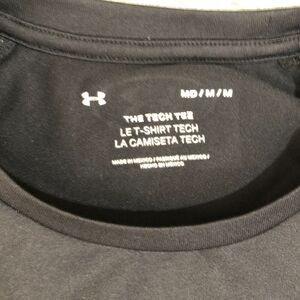 MD / M / M
THE TECH TEE
LE T-SHIRT TECH
LA CAMISETA TECH
MADE IN MEXICO / FABRIQUÉ AU MEXIQUE /
HECHO EN MÉXICO